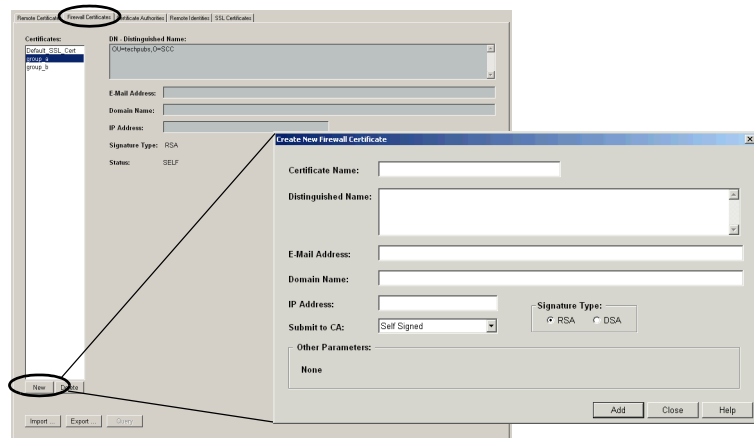 Remote Certificates Firewall Certificates Certificate Authorities Remote Identities SSL Certificates
Certificates:
Default_SSL_Cert
group_a
group_b
DN - Distinguished Name:
OU=techpubs,O=SCC
E-Mail Address:
Domain Name:
IP Address:
Signature Type: RSA
Status: SELF
New Delete
Import ... Export ... Query
Create New Firewall Certificate
Certificate Name:
Distinguished Name:
E-Mail Address:
Domain Name:
IP Address:
Signature Type:
RSA DSA
Submit to CA: Self Signed
Other Parameters:
None
Add Close Help